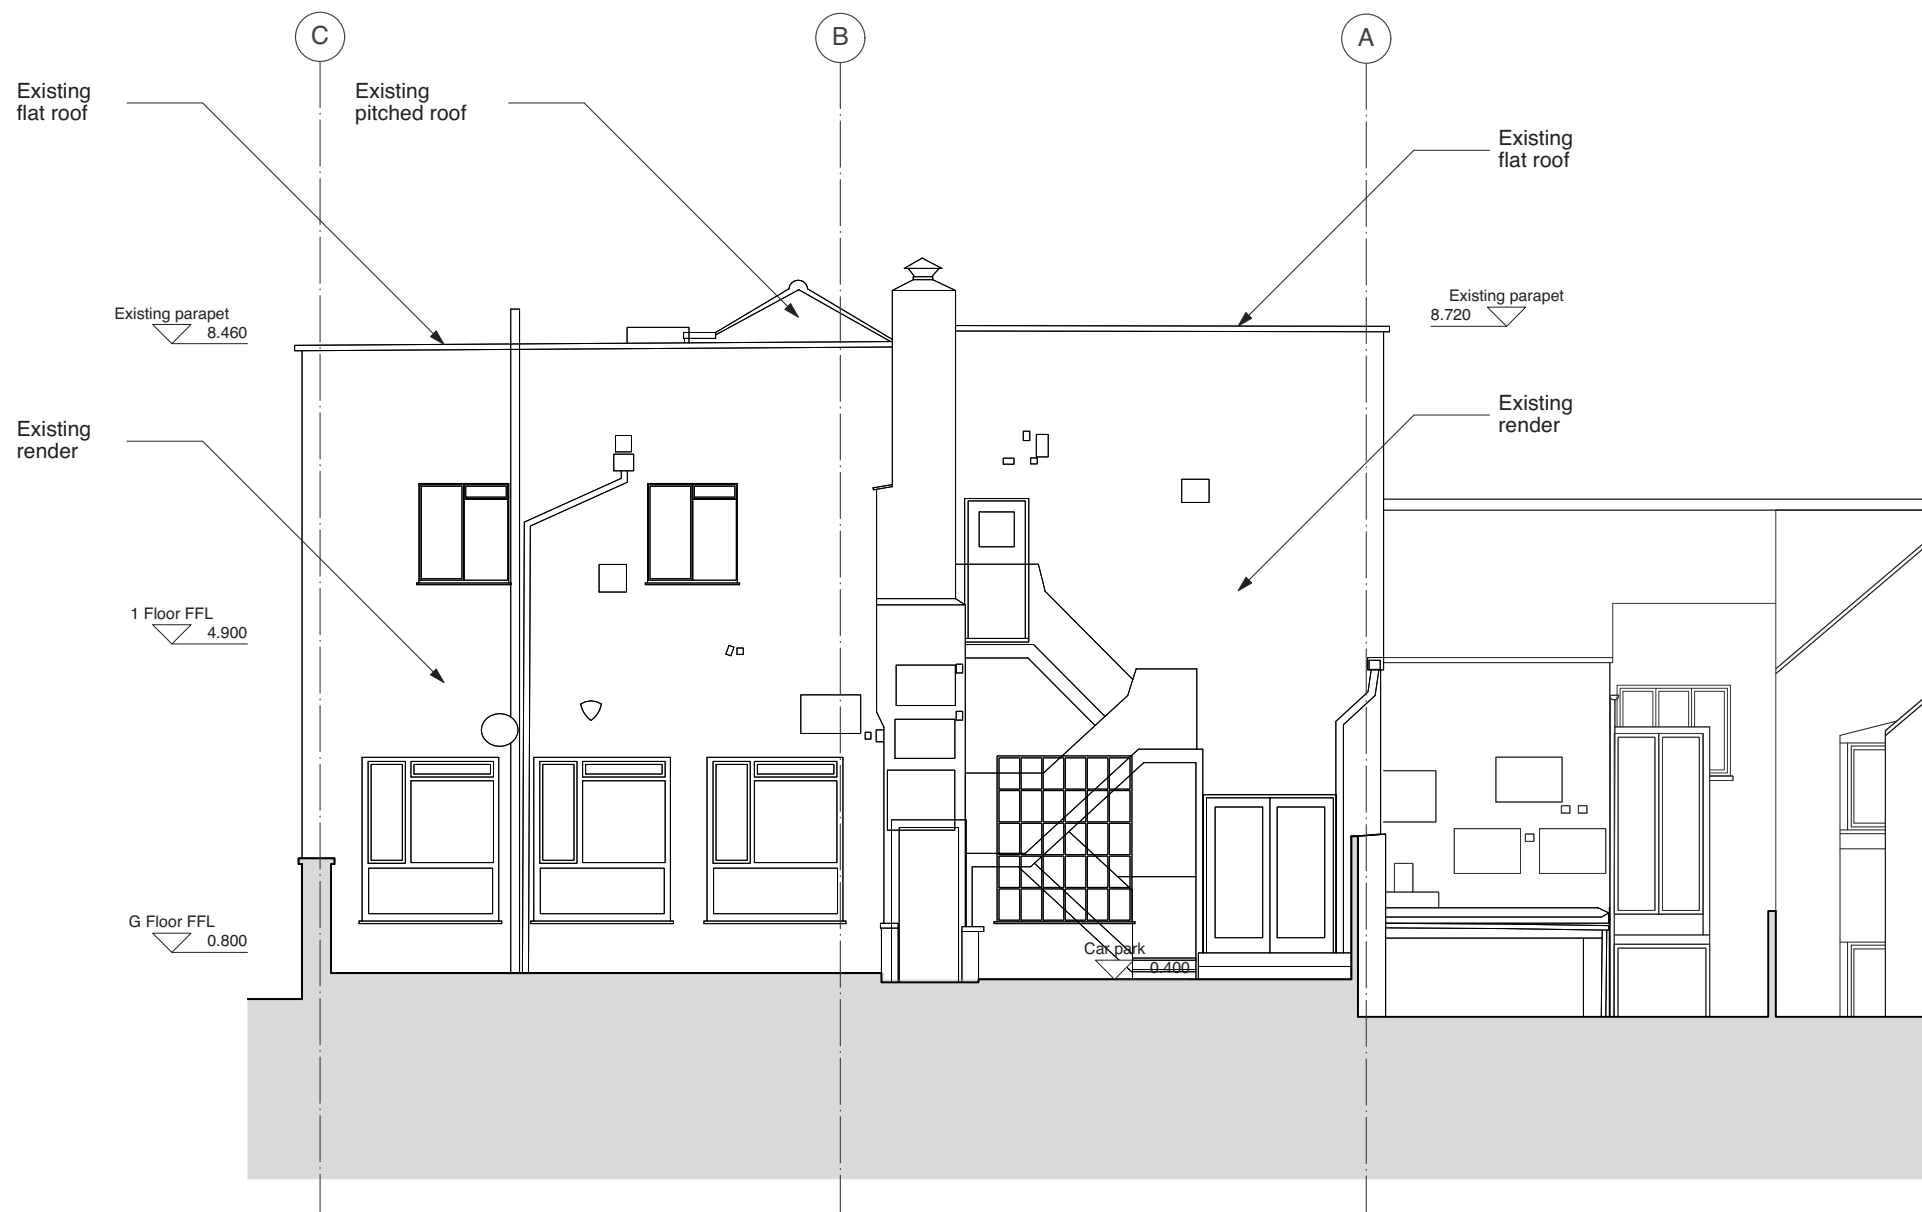 C
B
A
Existing
flat roof
Existing
pitched roof
Existing
flat roof
Existing parapet
8.460
Existing parapet
8.720
Existing
render
Existing
render
1 Floor FFL
4.900
G Floor FFL
0.800
Car park
0.400